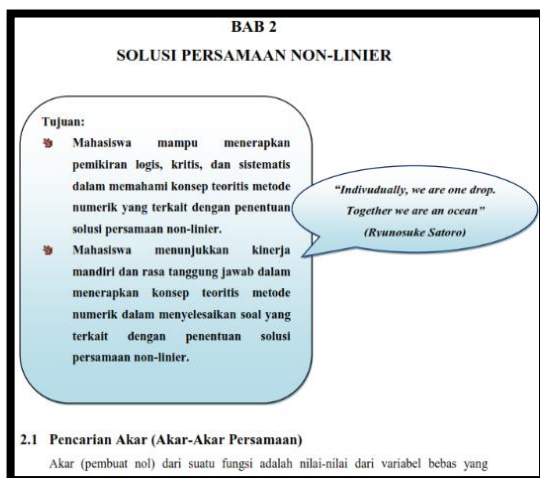 BAB 2
SOLUSI PERSAMAAN NON-LINIER
Tujuan:
Mahasiswa mampu menerapkan
pemikiran logis, kritis, dan sistematis
dalam memahami konsep teoritis metode
numerik yang terkait dengan penentuan
solusi persamaan non-linier.
Mahasiswa menunjukkan kinerja
mandiri dan rasa tanggung jawab dalam
menerapkan konsep teoritis metode
numerik dalam menyelesaikan soal yang
terkait dengan penentuan solusi
persamaan non-linier.
“Indivudually, we are one drop.
Together we are an ocean”
(Ryunosuke Satoro)
2.1 Pencarian Akar (Akar-Akar Persamaan)
Akar (pembuat nol) dari suatu fungsi adalah nilai-nilai dari variabel bebas yang